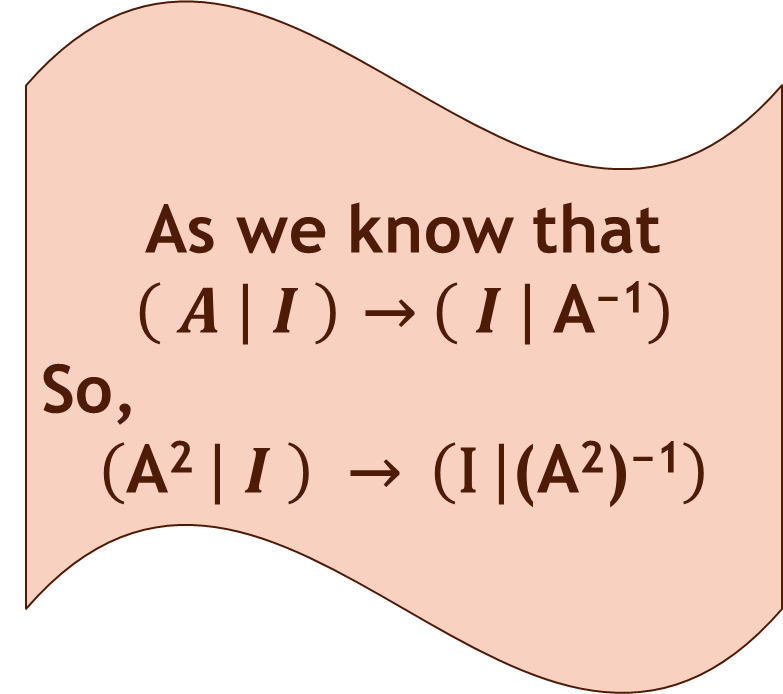 As we know that
( A | I ) → ( I | A⁻¹)
So,
(A² | I ) → (I |(A²)⁻¹)